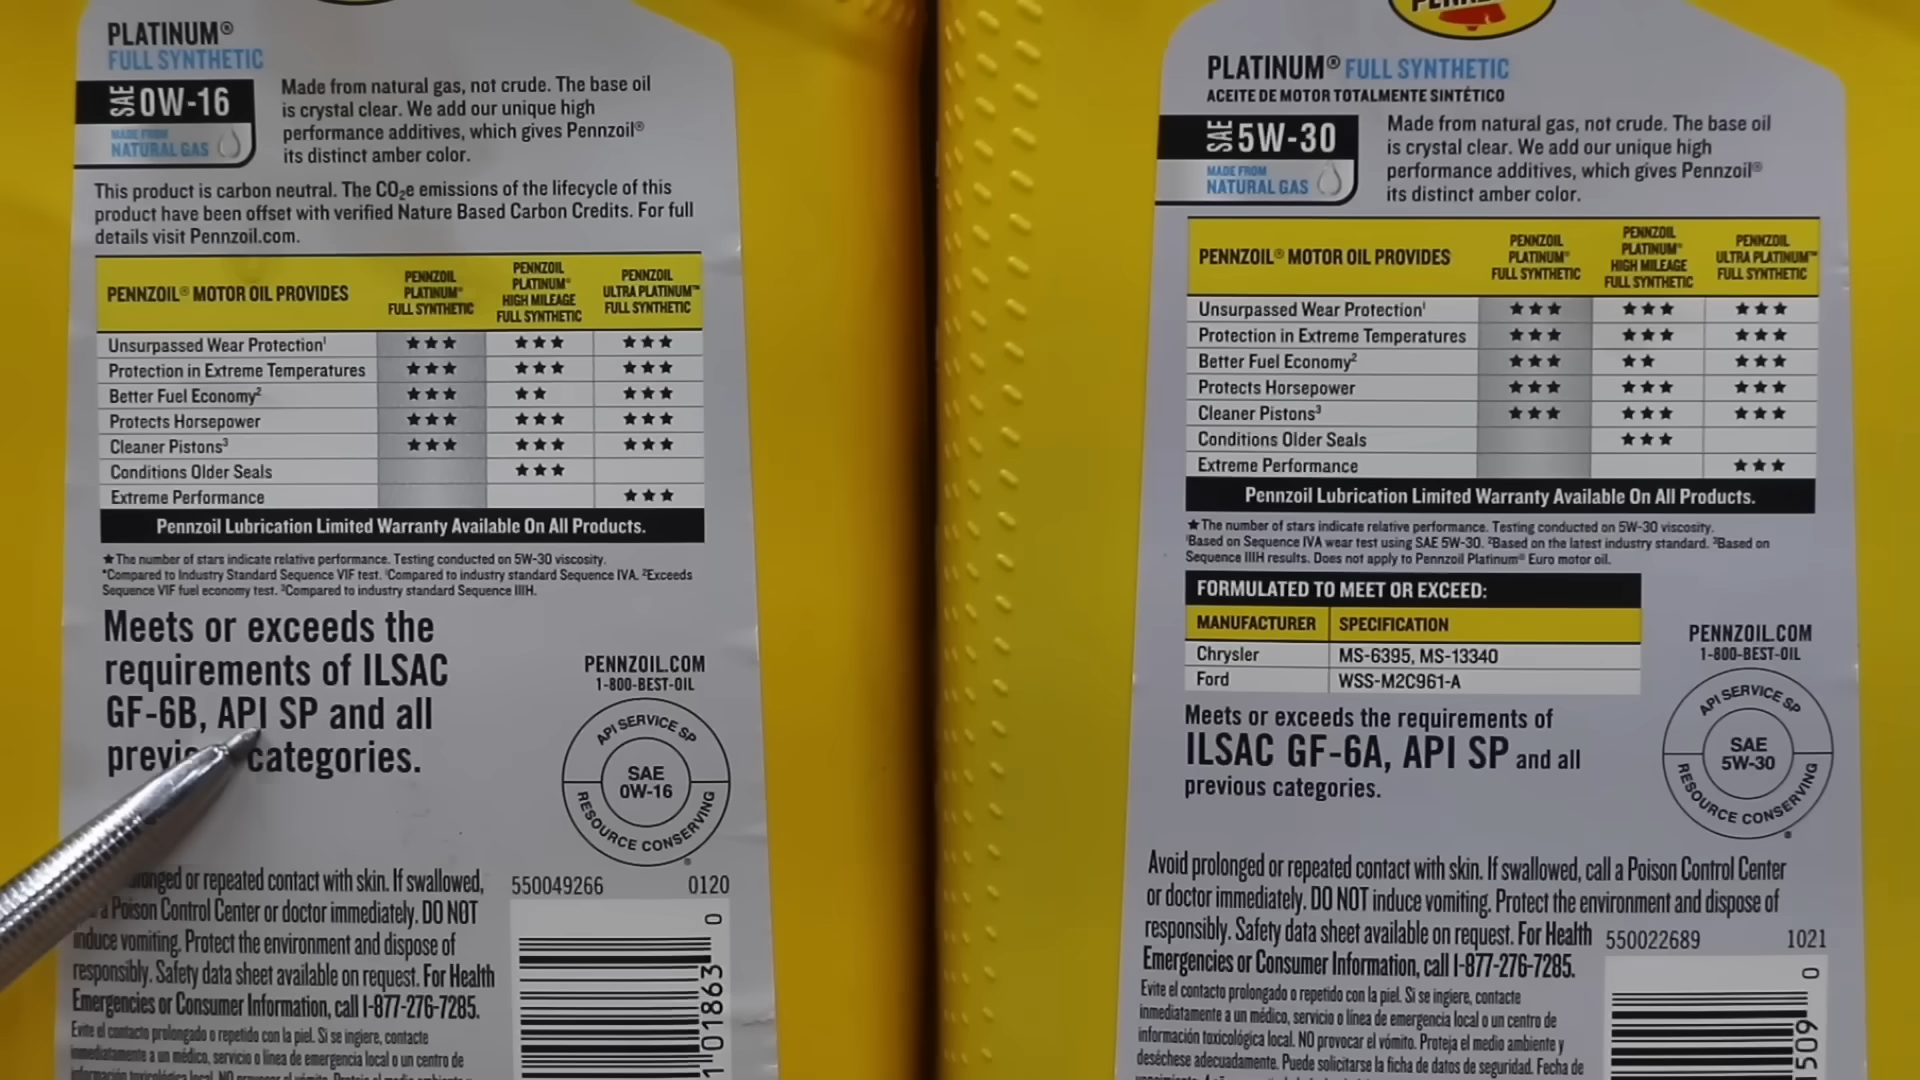 PLATINUM®
FULL SYNTHETIC
SAE 0W-16
MADE FROM
NATURAL GAS
Made from natural gas, not crude. The base oil
is crystal clear. We add our unique high
performance additives, which gives Pennzoil®
its distinct amber color.
This product is carbon neutral. The CO₂e emissions of the lifecycle of this
product have been offset with verified Nature Based Carbon Credits. For full
details visit Pennzoil.com.
PENNZOIL® MOTOR OIL PROVIDES
PENNZOIL
PLATINUM®
FULL SYNTHETIC
PENNZOIL
PLATINUM®
HIGH MILEAGE
FULL SYNTHETIC
PENNZOIL
ULTRA PLATINUM™
FULL SYNTHETIC
Unsurpassed Wear Protection¹ ★★★ ★★★ ★★★
Protection in Extreme Temperatures ★★★ ★★★ ★★★
Better Fuel Economy² ★★★ ★★ ★★★
Protects Horsepower ★★★ ★★★ ★★★
Cleaner Pistons³ ★★★ ★★★ ★★★
Conditions Older Seals ★★★
Extreme Performance ★★★
Pennzoil Lubrication Limited Warranty Available On All Products.
★The number of stars indicate relative performance. Testing conducted on 5W-30 viscosity.
*Compared to Industry Standard Sequence VIF test. ¹Compared to industry standard Sequence IVA. ²Exceeds
Sequence VIF fuel economy test. ³Compared to industry standard Sequence IIIH.
Meets or exceeds the
requirements of ILSAC
GF-6B, API SP and all
categories.
PENNZOIL.COM
1-800-BEST-OIL
API SERVICE SP
SAE
0W-16
RESOURCE CONSERVING
or repeated contact with skin. If swallowed,
a Poison Control Center or doctor immediately. DO NOT
induce vomiting. Protect the environment and dispose of
responsibly. Safety data sheet available on request. For Health
Emergencies or Consumer Information, call 1-877-276-7285.
Evite el contacto prolongado o repetido con la piel. Si se ingiere, contacte
inmediatamente a un médico, servicio o línea de emergencia local o un centro de
550049266 0120
0
101863
PLATINUM® FULL SYNTHETIC
ACEITE DE MOTOR TOTALMENTE SINTÉTICO
SAE 5W-30
MADE FROM
NATURAL GAS
Made from natural gas, not crude. The base oil
is crystal clear. We add our unique high
performance additives, which gives Pennzoil®
its distinct amber color.
PENNZOIL® MOTOR OIL PROVIDES
PENNZOIL
PLATINUM®
FULL SYNTHETIC
PENNZOIL
PLATINUM®
HIGH MILEAGE
FULL SYNTHETIC
PENNZOIL
ULTRA PLATINUM™
FULL SYNTHETIC
Unsurpassed Wear Protection¹ ★★★ ★★★ ★★★
Protection in Extreme Temperatures ★★★ ★★★ ★★★
Better Fuel Economy² ★★★ ★★ ★★★
Protects Horsepower ★★★ ★★★ ★★★
Cleaner Pistons³ ★★★ ★★★ ★★★
Conditions Older Seals ★★★
Extreme Performance ★★★
Pennzoil Lubrication Limited Warranty Available On All Products.
★The number of stars indicate relative performance. Testing conducted on 5W-30 viscosity.
¹Based on Sequence IVA wear test using SAE 5W-30. ²Based on the latest industry standard. ³Based on
Sequence IIIH results. Does not apply to Pennzoil Platinum® Euro motor oil.
FORMULATED TO MEET OR EXCEED:
MANUFACTURER SPECIFICATION
Chrysler MS-6395, MS-13340
Ford WSS-M2C961-A
Meets or exceeds the requirements of
ILSAC GF-6A, API SP and all
previous categories.
PENNZOIL.COM
1-800-BEST-OIL
API SERVICE SP
SAE
5W-30
RESOURCE CONSERVING
Avoid prolonged or repeated contact with skin. If swallowed, call a Poison Control Center
or doctor immediately. DO NOT induce vomiting. Protect the environment and dispose of
responsibly. Safety data sheet available on request. For Health
Emergencies or Consumer Information, call 1-877-276-7285.
Evite el contacto prolongado o repetido con la piel. Si se ingiere, contacte
inmediatamente a un médico, servicio o línea de emergencia local o un centro de
información toxicológica local. NO provocar el vómito. Proteja el medio ambiente y
deséchese adecuadamente. Puede solicitarse la ficha de datos de seguridad. Fecha de
550022689 1021
0
509